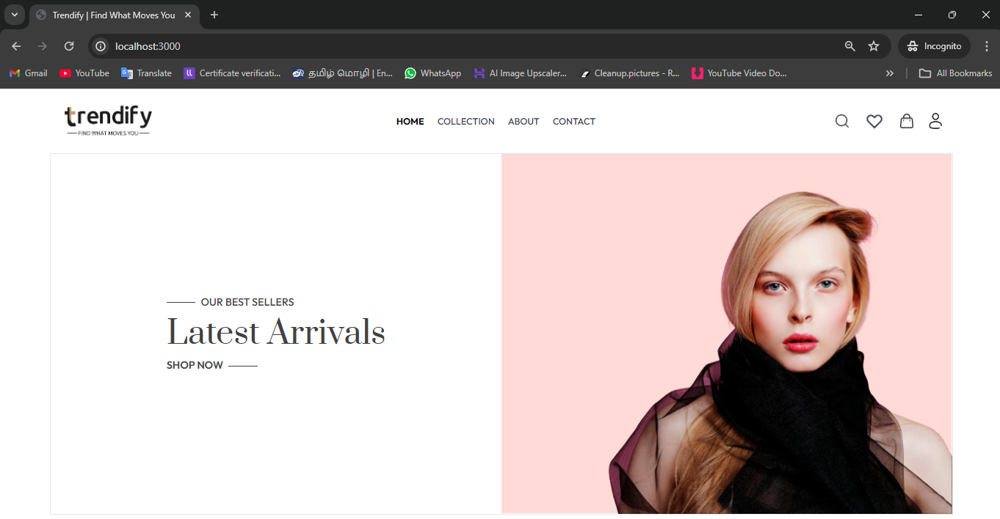 Trendify | Find What Moves You
localhost:3000
Incognito
Gmail
YouTube
Translate
Certificate verificati...
தமிழ் மொழி | En...
WhatsApp
AI Image Upscaler...
Cleanup.pictures - R...
YouTube Video Do...
All Bookmarks
trendify
FIND WHAT MOVES YOU
HOME COLLECTION ABOUT CONTACT
OUR BEST SELLERS
Latest Arrivals
SHOP NOW